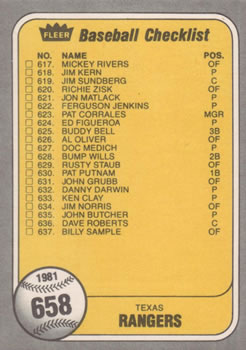 FLEER Baseball Checklist
NO. NAME POS.
617. MICKEY RIVERS OF
618. JIM KERN P
619. JIM SUNDBERG C
620. RICHIE ZISK OF
621. JON MATLACK P
622. FERGUSON JENKINS P
623. PAT CORRALES MGR
624. ED FIGUEROA P
625. BUDDY BELL 3B
626. AL OLIVER OF
627. DOC MEDICH P
628. BUMP WILLS 2B
629. RUSTY STAUB OF
630. PAT PUTNAM 1B
631. JOHN GRUBB OF
632. DANNY DARWIN P
633. KEN CLAY P
634. JIM NORRIS OF
635. JOHN BUTCHER P
636. DAVE ROBERTS C
637. BILLY SAMPLE OF
1981
658
TEXAS
RANGERS